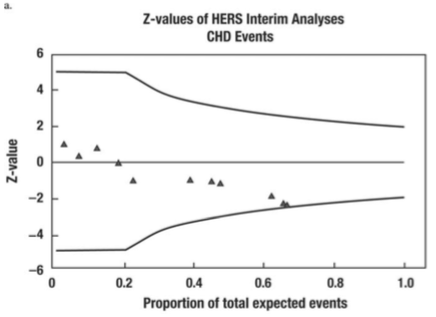 a.
Z-values of HERS Interim Analyses
CHD Events
6
4
2
0
−2
−4
−6
Z-value
0
0.2
0.4
0.6
0.8
1.0
Proportion of total expected events